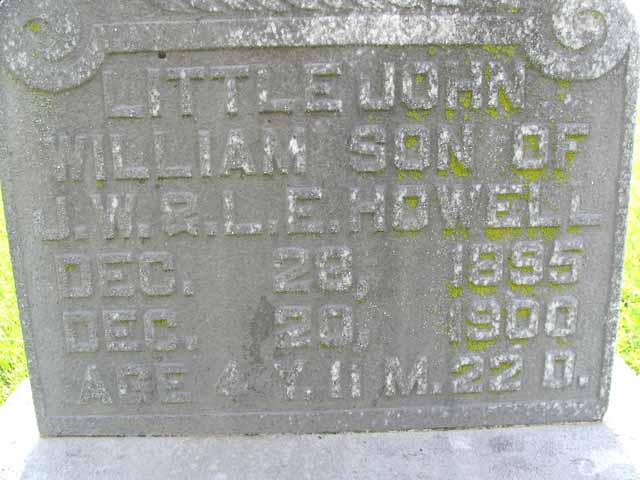 LITTLE JOHN
WILLIAM SON OF
J.W. & L.E. HOWELL
DEC. 28, 1895
DEC. 20, 1900
AGE 4 Y. 11 M. 22 D.